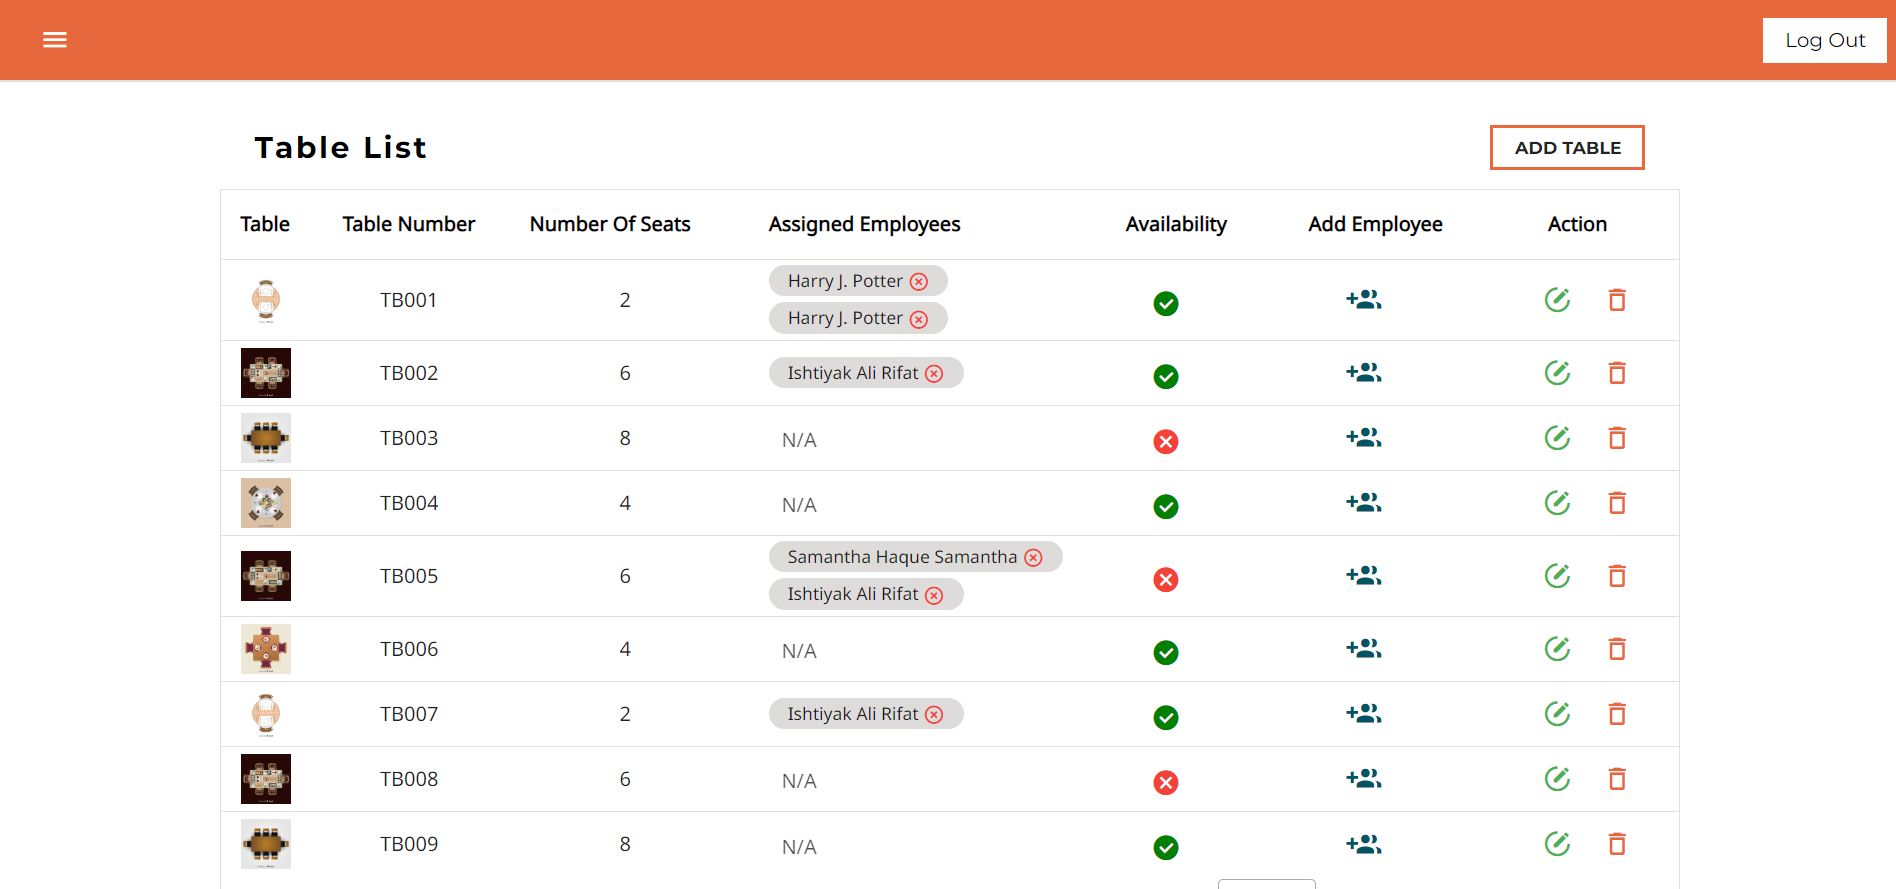 Log Out
Table List
ADD TABLE
Table Table Number Number Of Seats Assigned Employees Availability Add Employee Action
TB001 2 Harry J. Potter
Harry J. Potter
TB002 6 Ishtiyak Ali Rifat
TB003 8 N/A
TB004 4 N/A
TB005 6 Samantha Haque Samantha
Ishtiyak Ali Rifat
TB006 4 N/A
TB007 2 Ishtiyak Ali Rifat
TB008 6 N/A
TB009 8 N/A